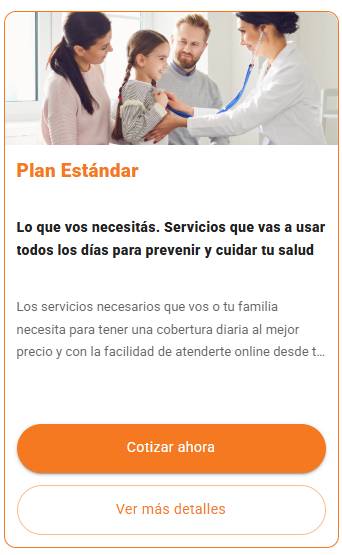 Plan Estándar
Lo que vos necesitás. Servicios que vas a usar
todos los días para prevenir y cuidar tu salud
Los servicios necesarios que vos o tu familia
necesita para tener una cobertura diaria al mejor
precio y con la facilidad de atenderte online desde t...
Cotizar ahora
Ver más detalles